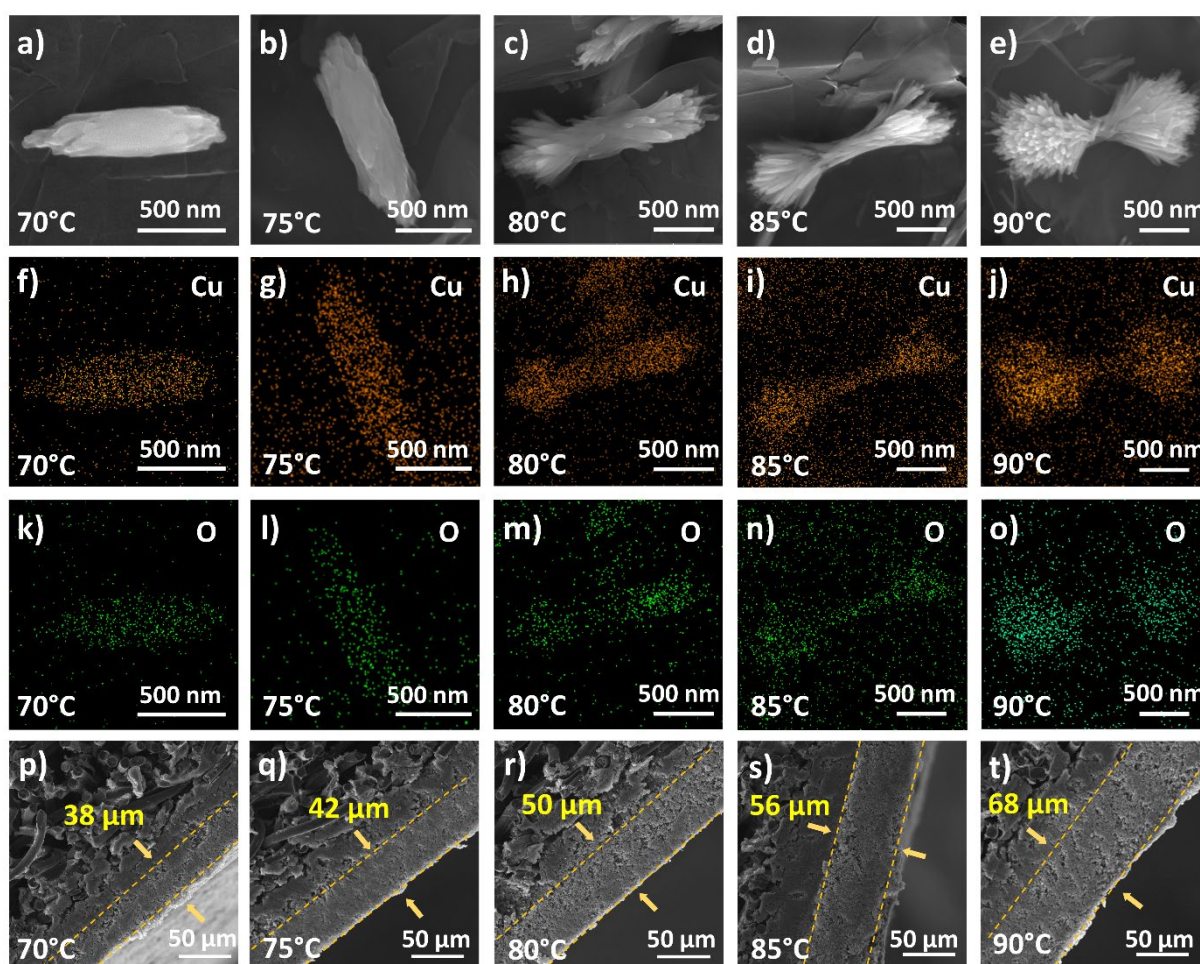 a)
500 nm
70°C
b)
500 nm
75°C
c)
500 nm
80°C
d)
500 nm
85°C
e)
500 nm
90°C
f)
Cu
500 nm
70°C
g)
Cu
500 nm
75°C
h)
Cu
500 nm
80°C
i)
Cu
500 nm
85°C
j)
Cu
500 nm
90°C
k)
O
500 nm
70°C
l)
O
500 nm
75°C
m)
O
500 nm
80°C
n)
O
500 nm
85°C
o)
O
500 nm
90°C
p)
38 µm
50 µm
70°C
q)
42 µm
50 µm
75°C
r)
50 µm
50 µm
80°C
s)
56 µm
50 µm
85°C
t)
68 µm
50 µm
90°C